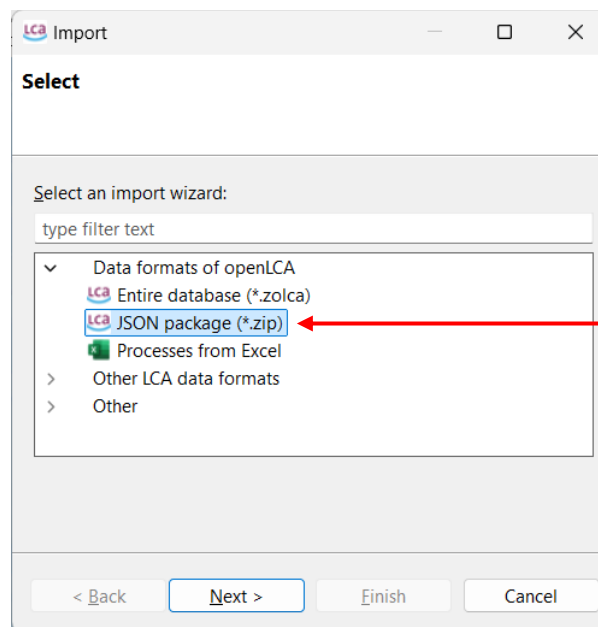 LCA Import
Select
Select an import wizard:
type filter text
Data formats of openLCA
LCA Entire database (*.zolca)
LCA JSON package (*.zip)
Processes from Excel
Other LCA data formats
Other
< Back Next > Finish Cancel